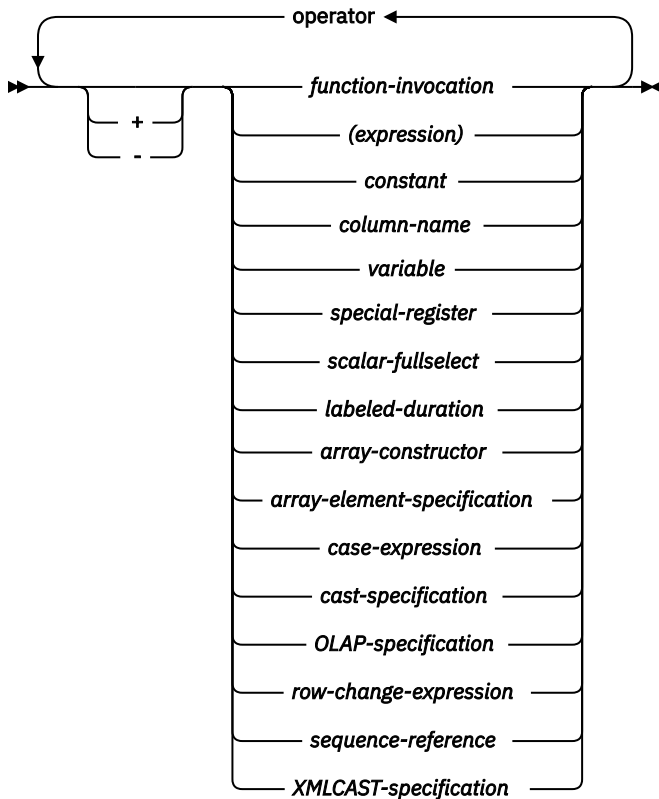 operator
function-invocation
+
(expression)
-
constant
column-name
variable
special-register
scalar-fullselect
labeled-duration
array-constructor
array-element-specification
case-expression
cast-specification
OLAP-specification
row-change-expression
sequence-reference
XMLCAST-specification